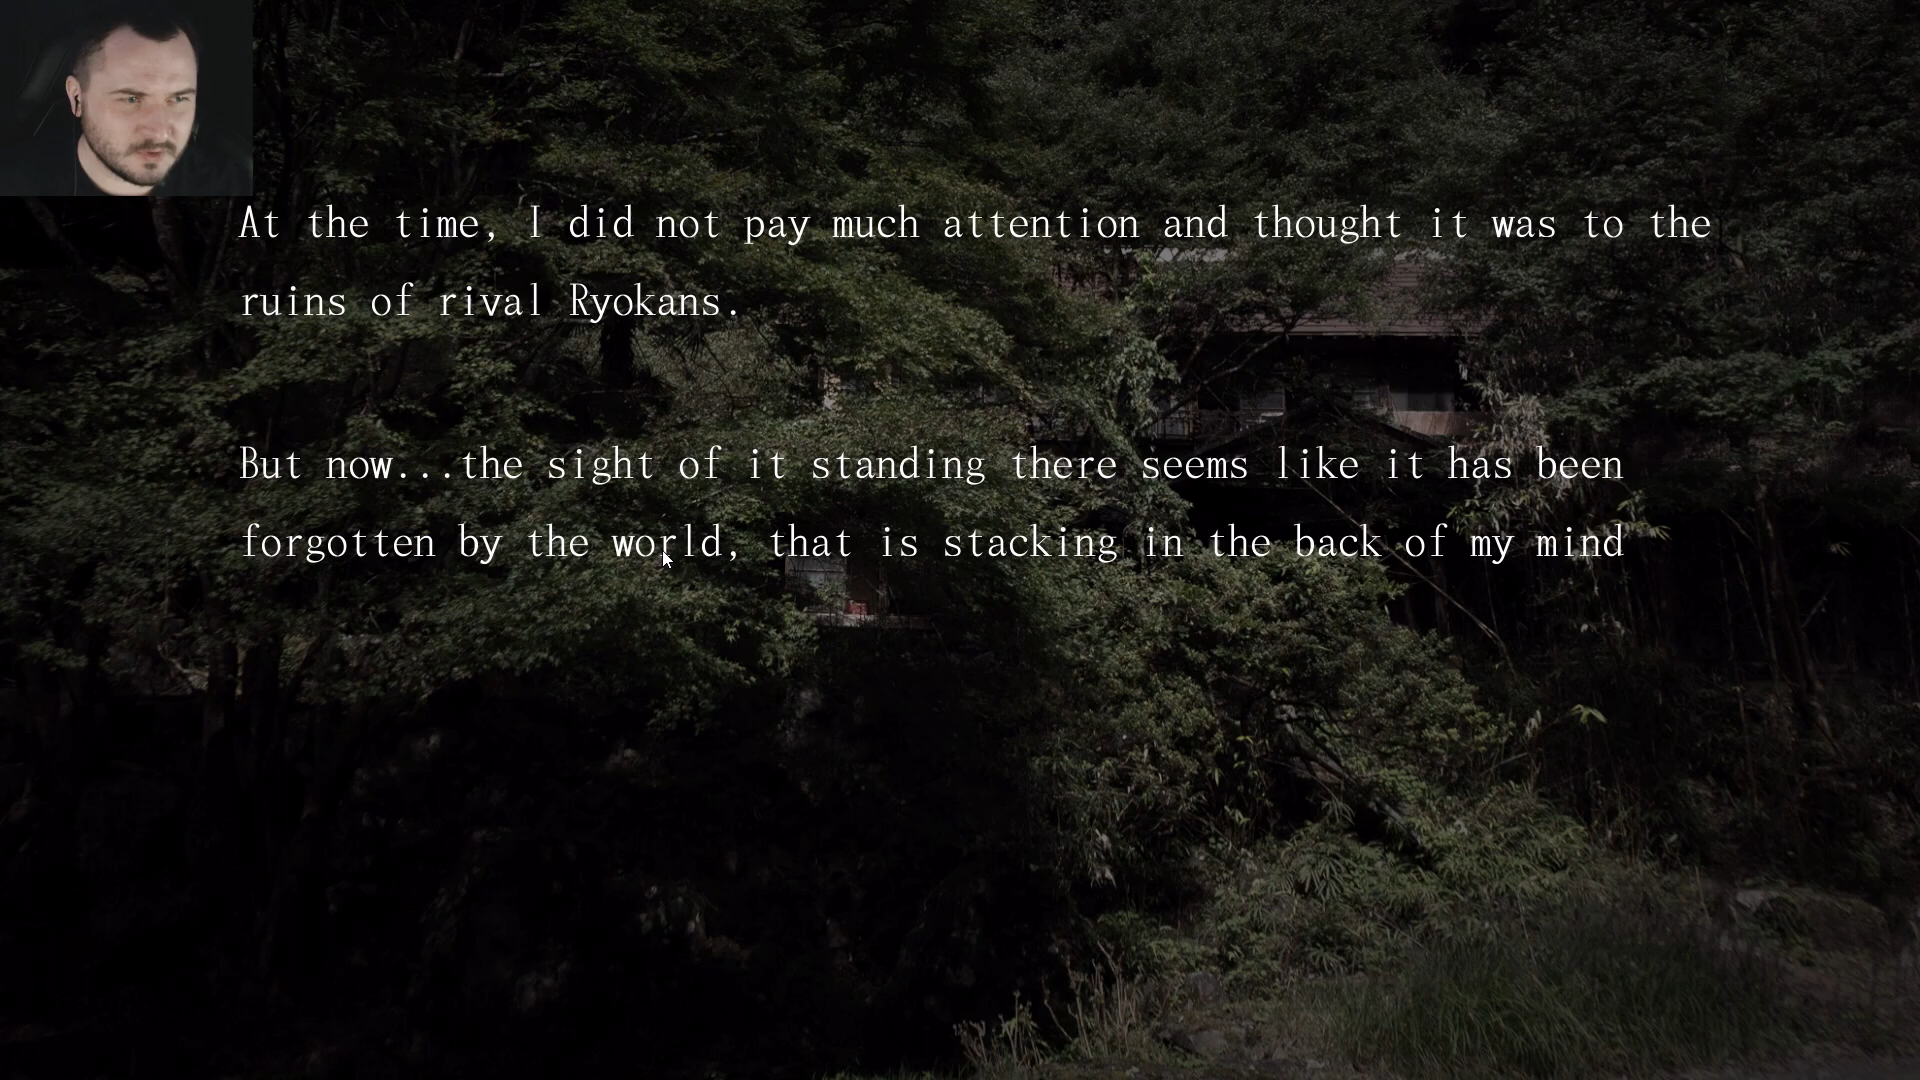 At the time, I did not pay much attention and thought it was to the
ruins of rival Ryokans.
But now...the sight of it standing there seems like it has been
forgotten by the world, that is stacking in the back of my mind